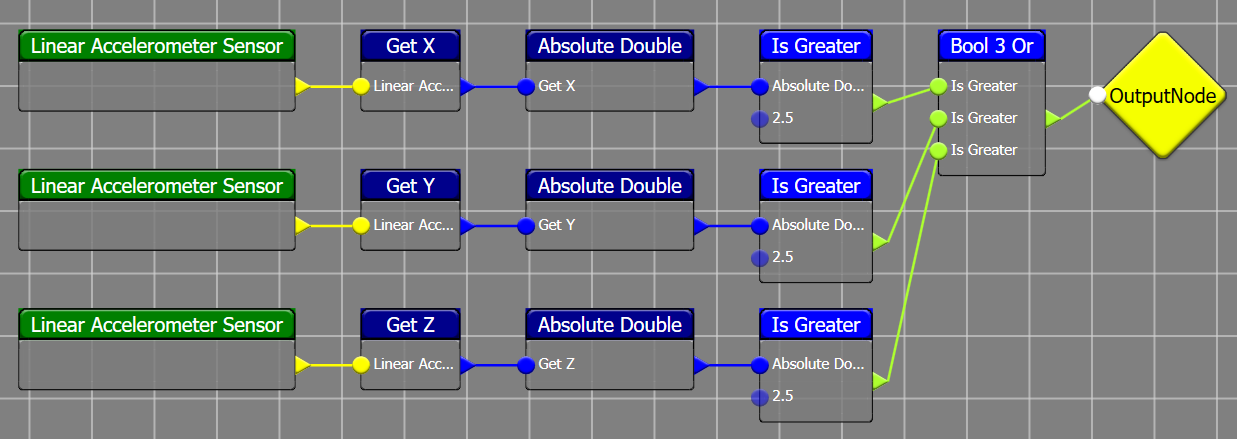 Linear Accelerometer Sensor
Get X
Linear Acc...
Absolute Double
Get X
Is Greater
Absolute Do...
2.5
Bool 3 Or
Is Greater
Is Greater
Is Greater
OutputNode
Linear Accelerometer Sensor
Get Y
Linear Acc...
Absolute Double
Get Y
Is Greater
Absolute Do...
2.5
Linear Accelerometer Sensor
Get Z
Linear Acc...
Absolute Double
Get Z
Is Greater
Absolute Do...
2.5